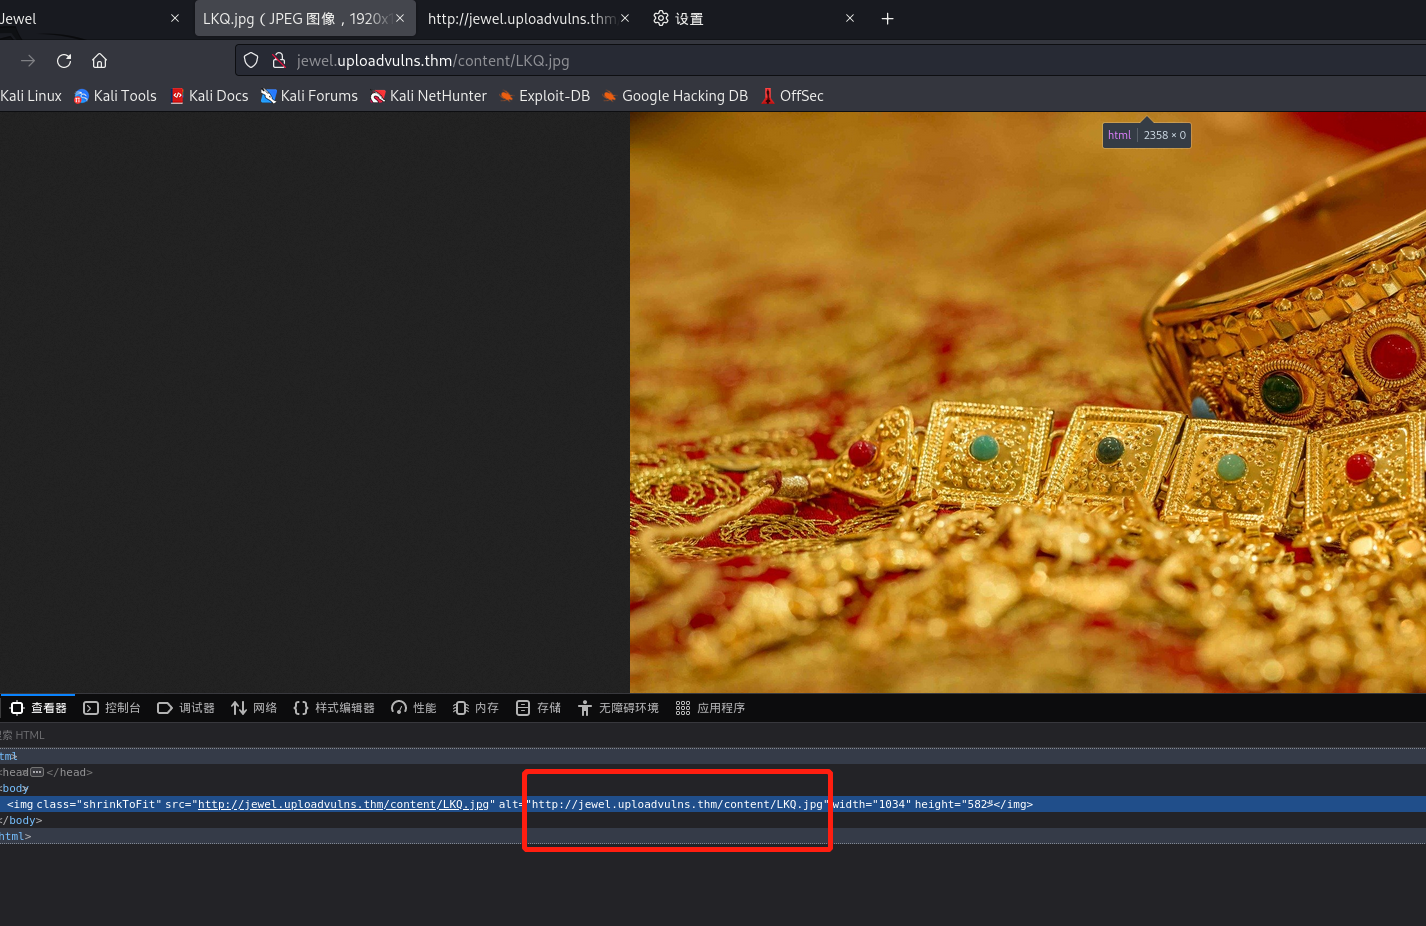 Jewel
LKQ.jpg（JPEG 图像，1920x
http://jewel.uploadvulns.thm
设置
jewel.uploadvulns.thm/content/LKQ.jpg
Kali Linux Kali Tools Kali Docs Kali Forums Kali NetHunter Exploit-DB Google Hacking DB OffSec
html 2358 × 0
查看器 控制台 调试器 网络 {} 样式编辑器 性能 内存 存储 无障碍环境 应用程序
索 HTML
tml
<head </head>
<body
<img class="shrinkToFit" src="http://jewel.uploadvulns.thm/content/LKQ.jpg" alt="http://jewel.uploadvulns.thm/content/LKQ.jpg" width="1034" height="582 </img>
</body>
html>